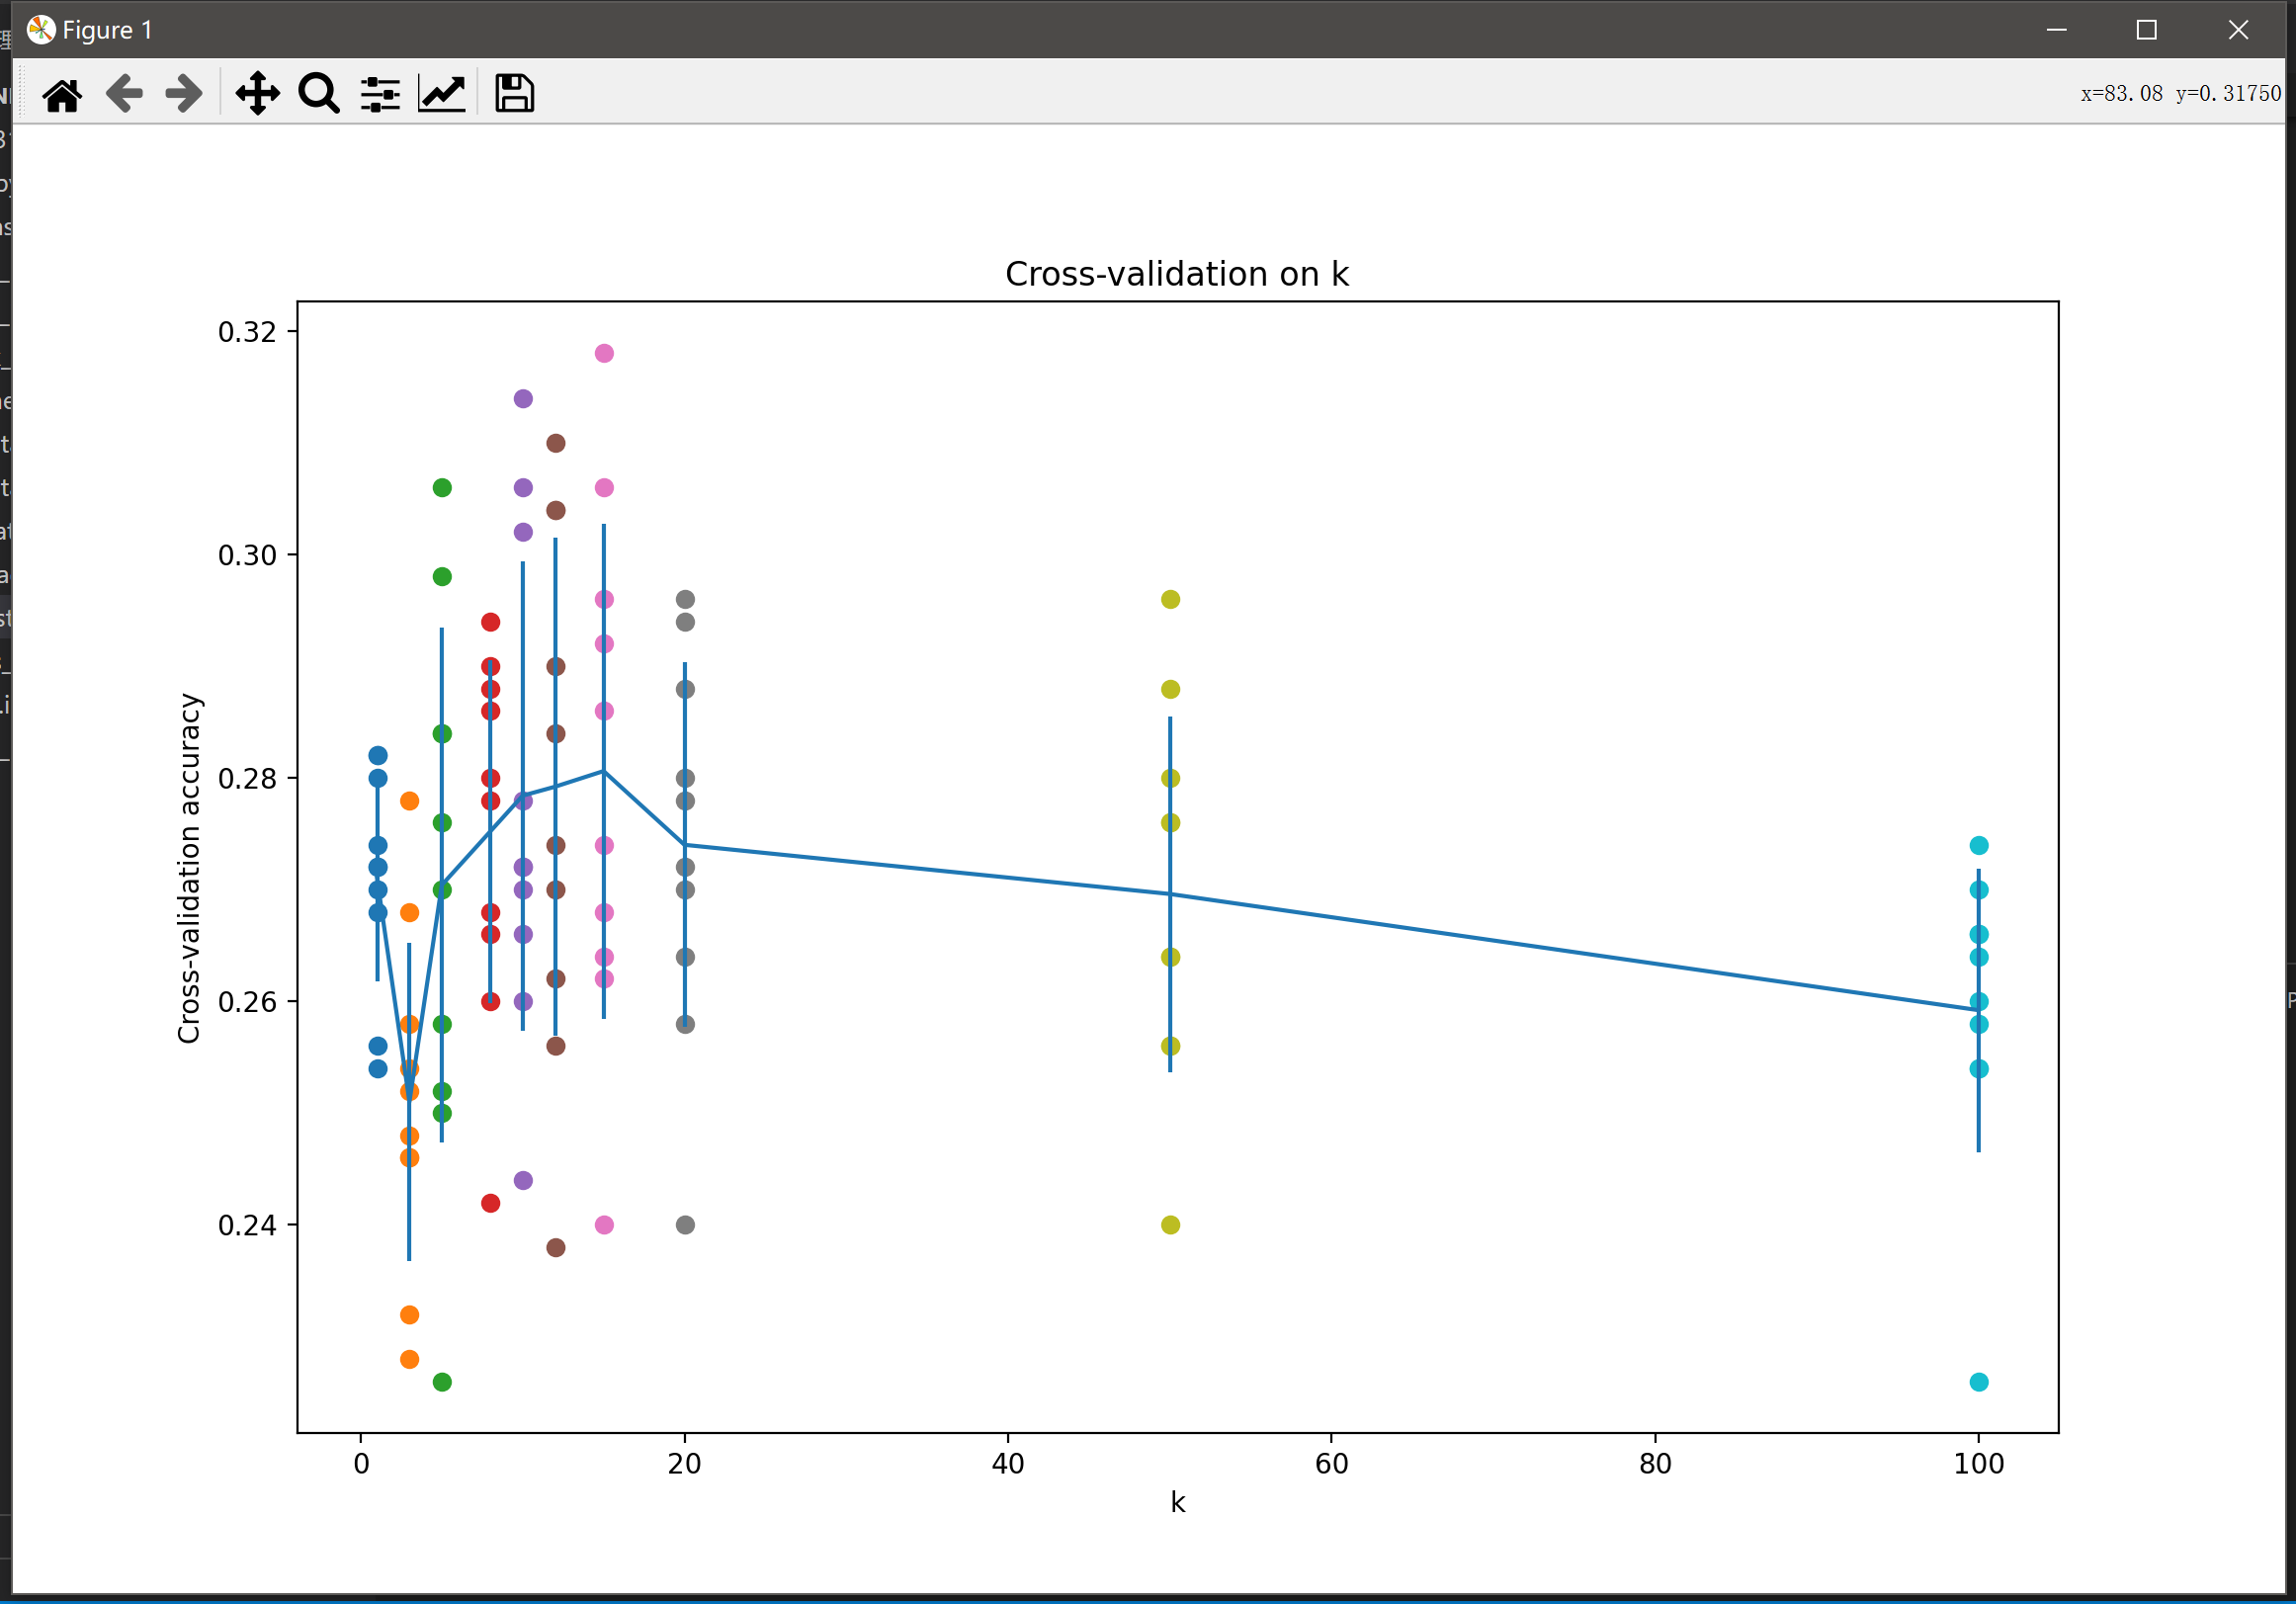 Figure 1
x=83.08 y=0.31750
Cross-validation on k
0.32
0.30
0.28
0.26
0.24
Cross-validation accuracy
0 20 40 60 80 100
k